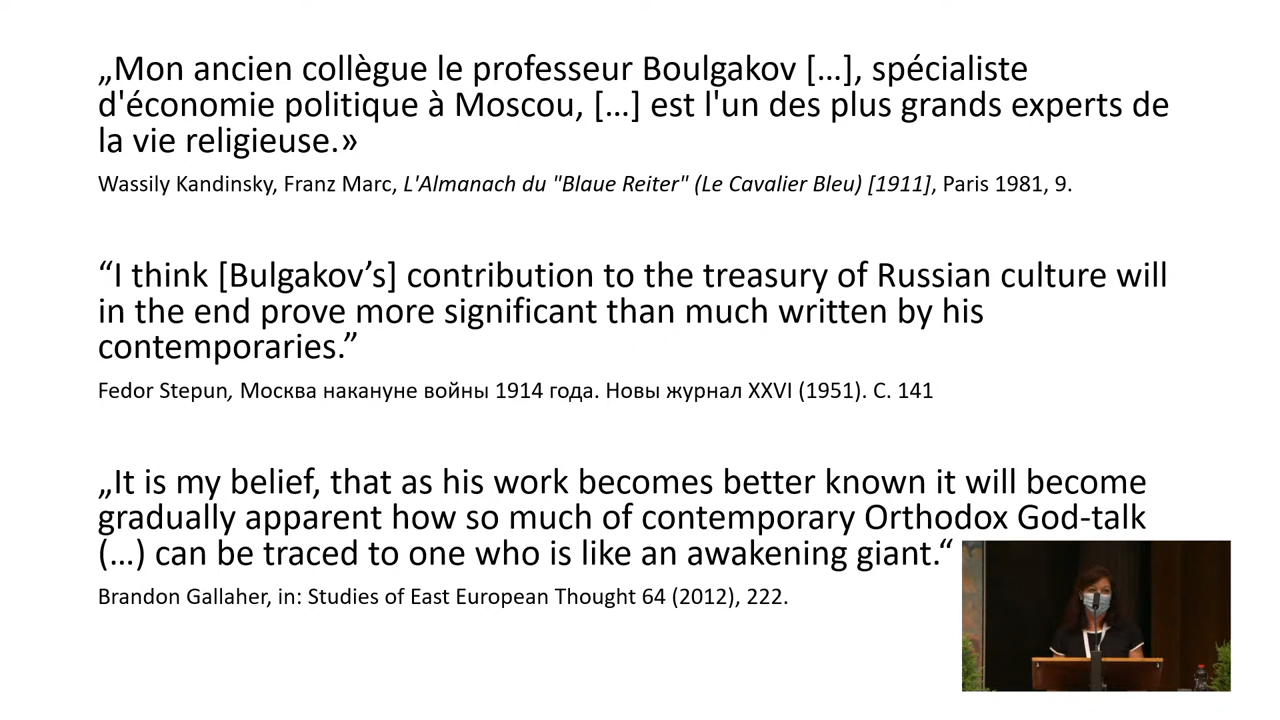 „Mon ancien collègue le professeur Boulgakov [...], spécialiste
d'économie politique à Moscou, [...] est l'un des plus grands experts de
la vie religieuse.»
Wassily Kandinsky, Franz Marc, L'Almanach du "Blaue Reiter" (Le Cavalier Bleu) [1911], Paris 1981, 9.
“I think [Bulgakov’s] contribution to the treasury of Russian culture will
in the end prove more significant than much written by his
contemporaries.”
Fedor Stepun, Москва накануне войны 1914 года. Новы журнал XXVI (1951). С. 141
„It is my belief, that as his work becomes better known it will become
gradually apparent how so much of contemporary Orthodox God-talk
(...) can be traced to one who is like an awakening giant.“
Brandon Gallaher, in: Studies of East European Thought 64 (2012), 222.